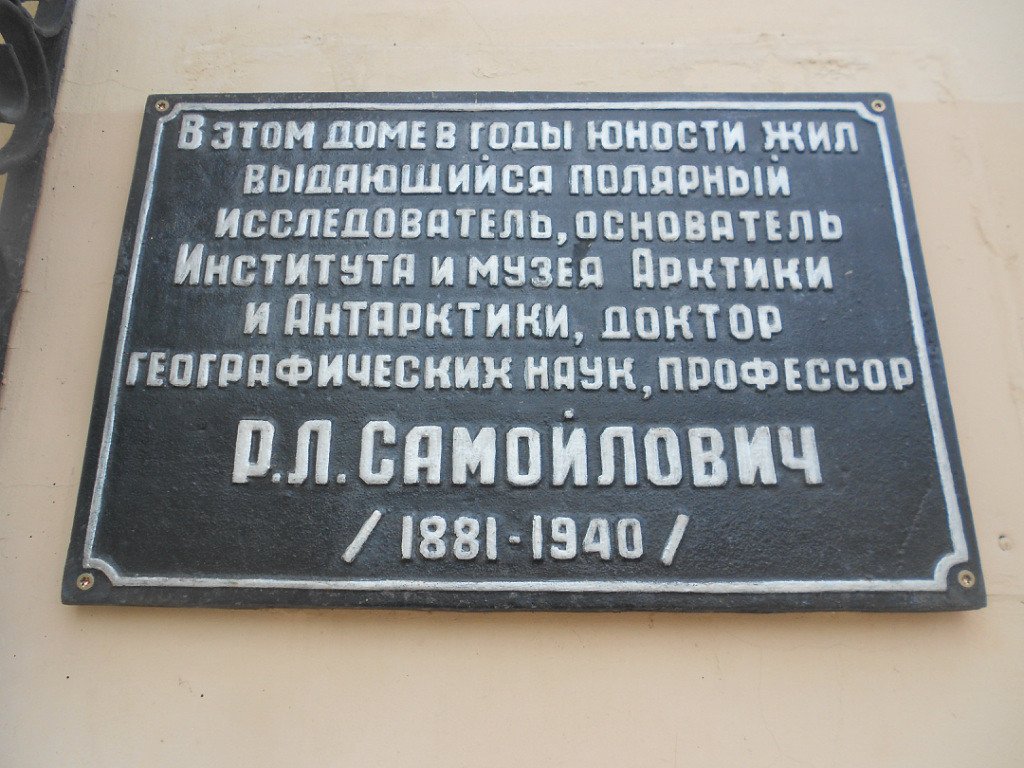 В этом доме в годы юности жил
выдающийся полярный
исследователь, основатель
Института и музея Арктики
и Антарктики, доктор
географических наук, профессор
Р.Л. САМОЙЛОВИЧ
/1881-1940/